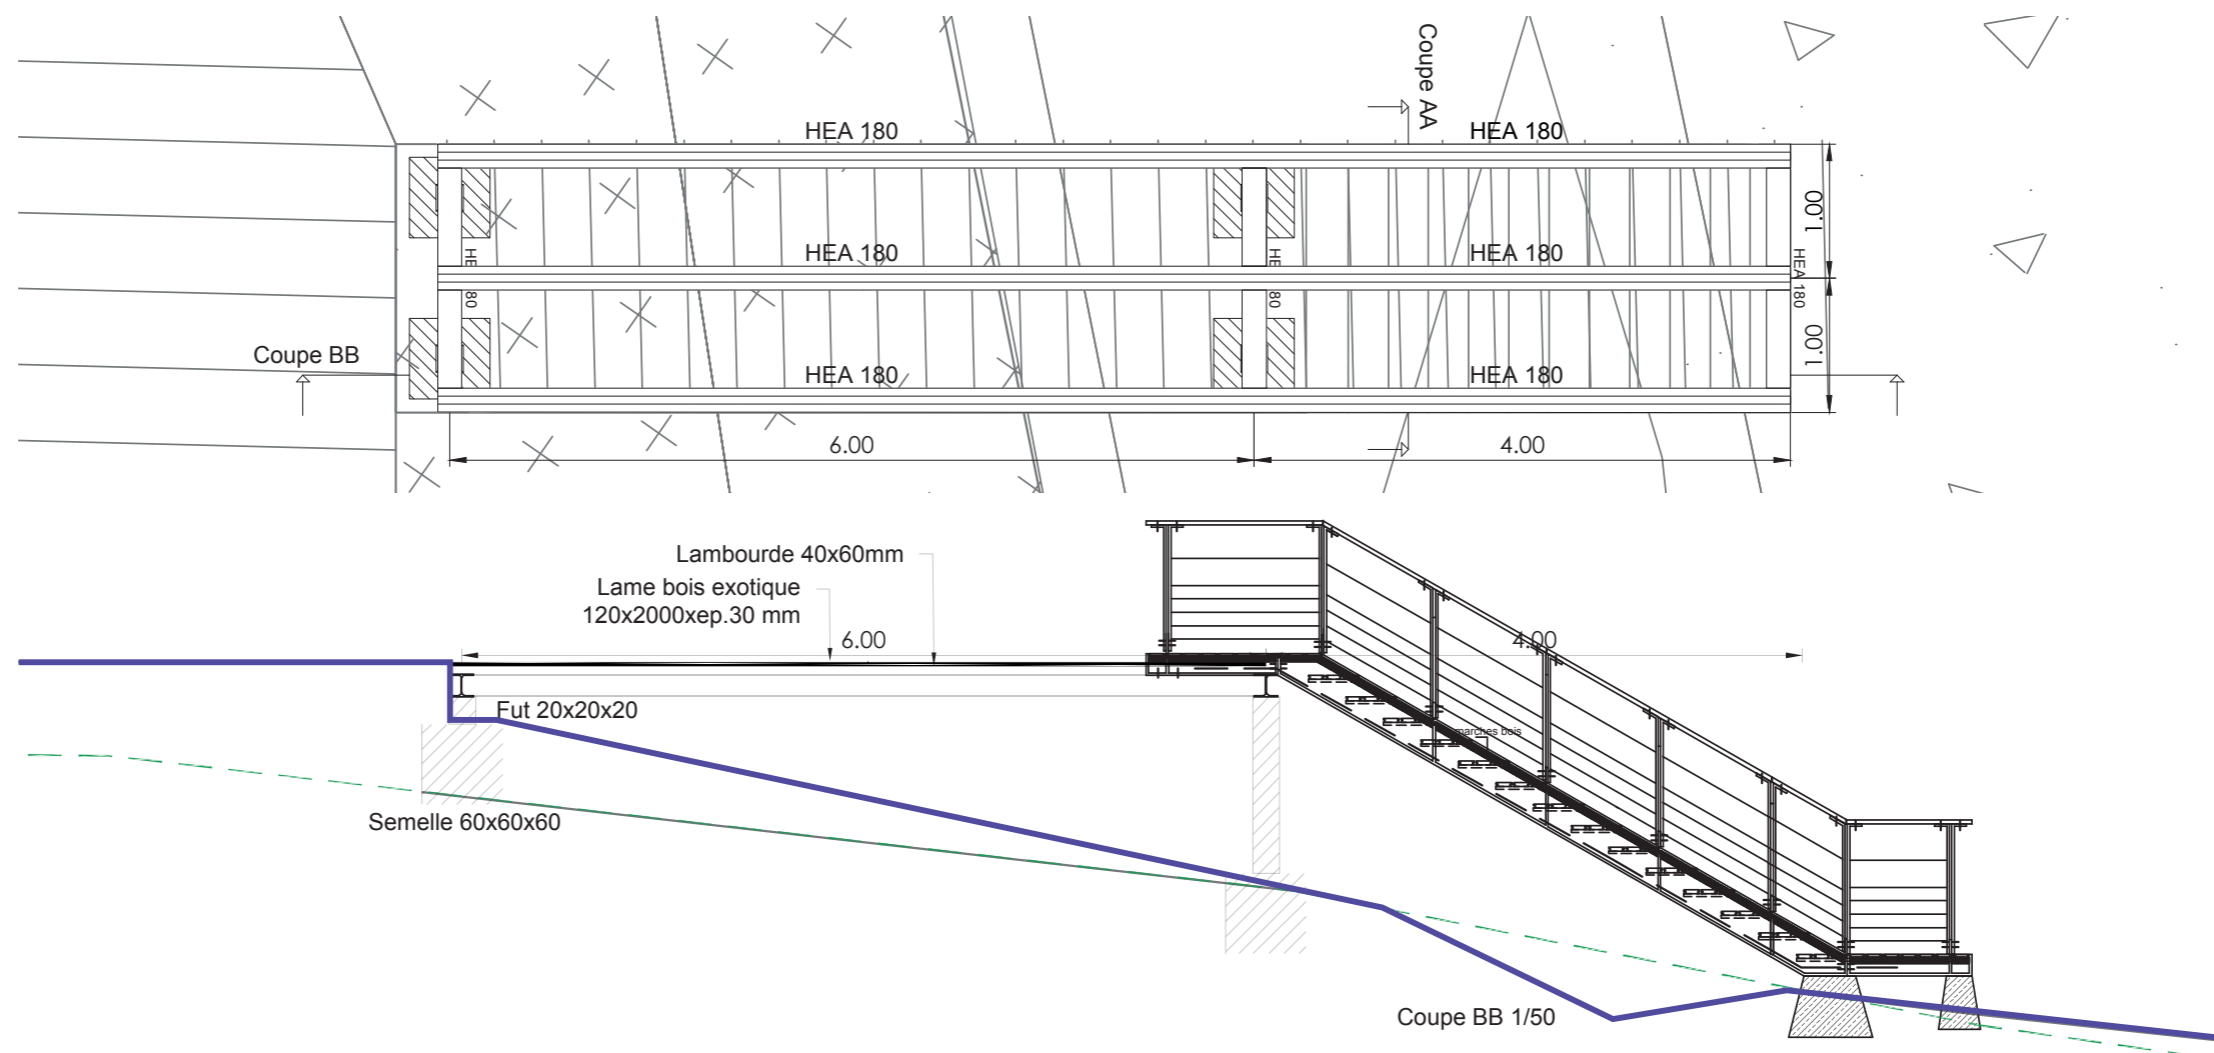 Coupe AA
HEA 180
HEA 180
1.00
HEA 180
HEA 180
HE
80
HE
80
HEA 180
1.00
Coupe BB
HEA 180
HEA 180
6.00
4.00
Lambourde 40x60mm
Lame bois exotique
120x2000xep.30 mm
6.00
4.00
Fut 20x20x20
marches bois
Semelle 60x60x60
Coupe BB 1/50